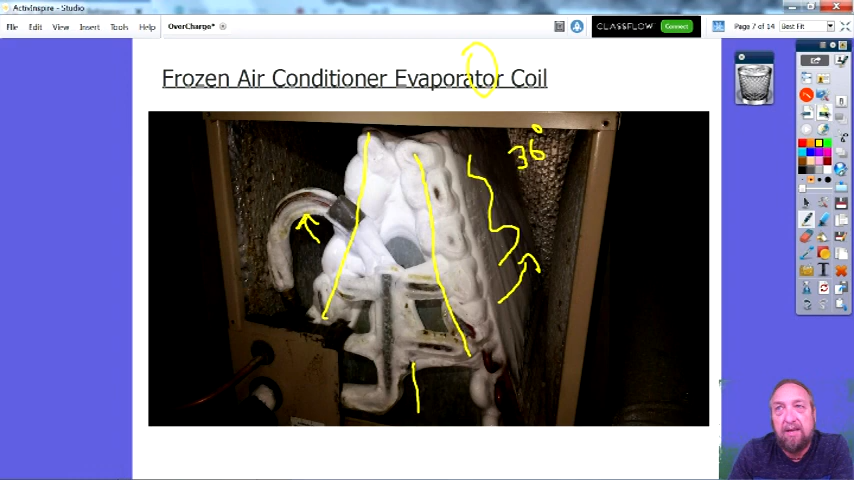 ActivInspire - Studio
File Edit View Insert Tools Help OverCharge* CLASSFLOW Connect Page 7 of 14 Best Fit
Frozen Air Conditioner Evaporator Coil
36°